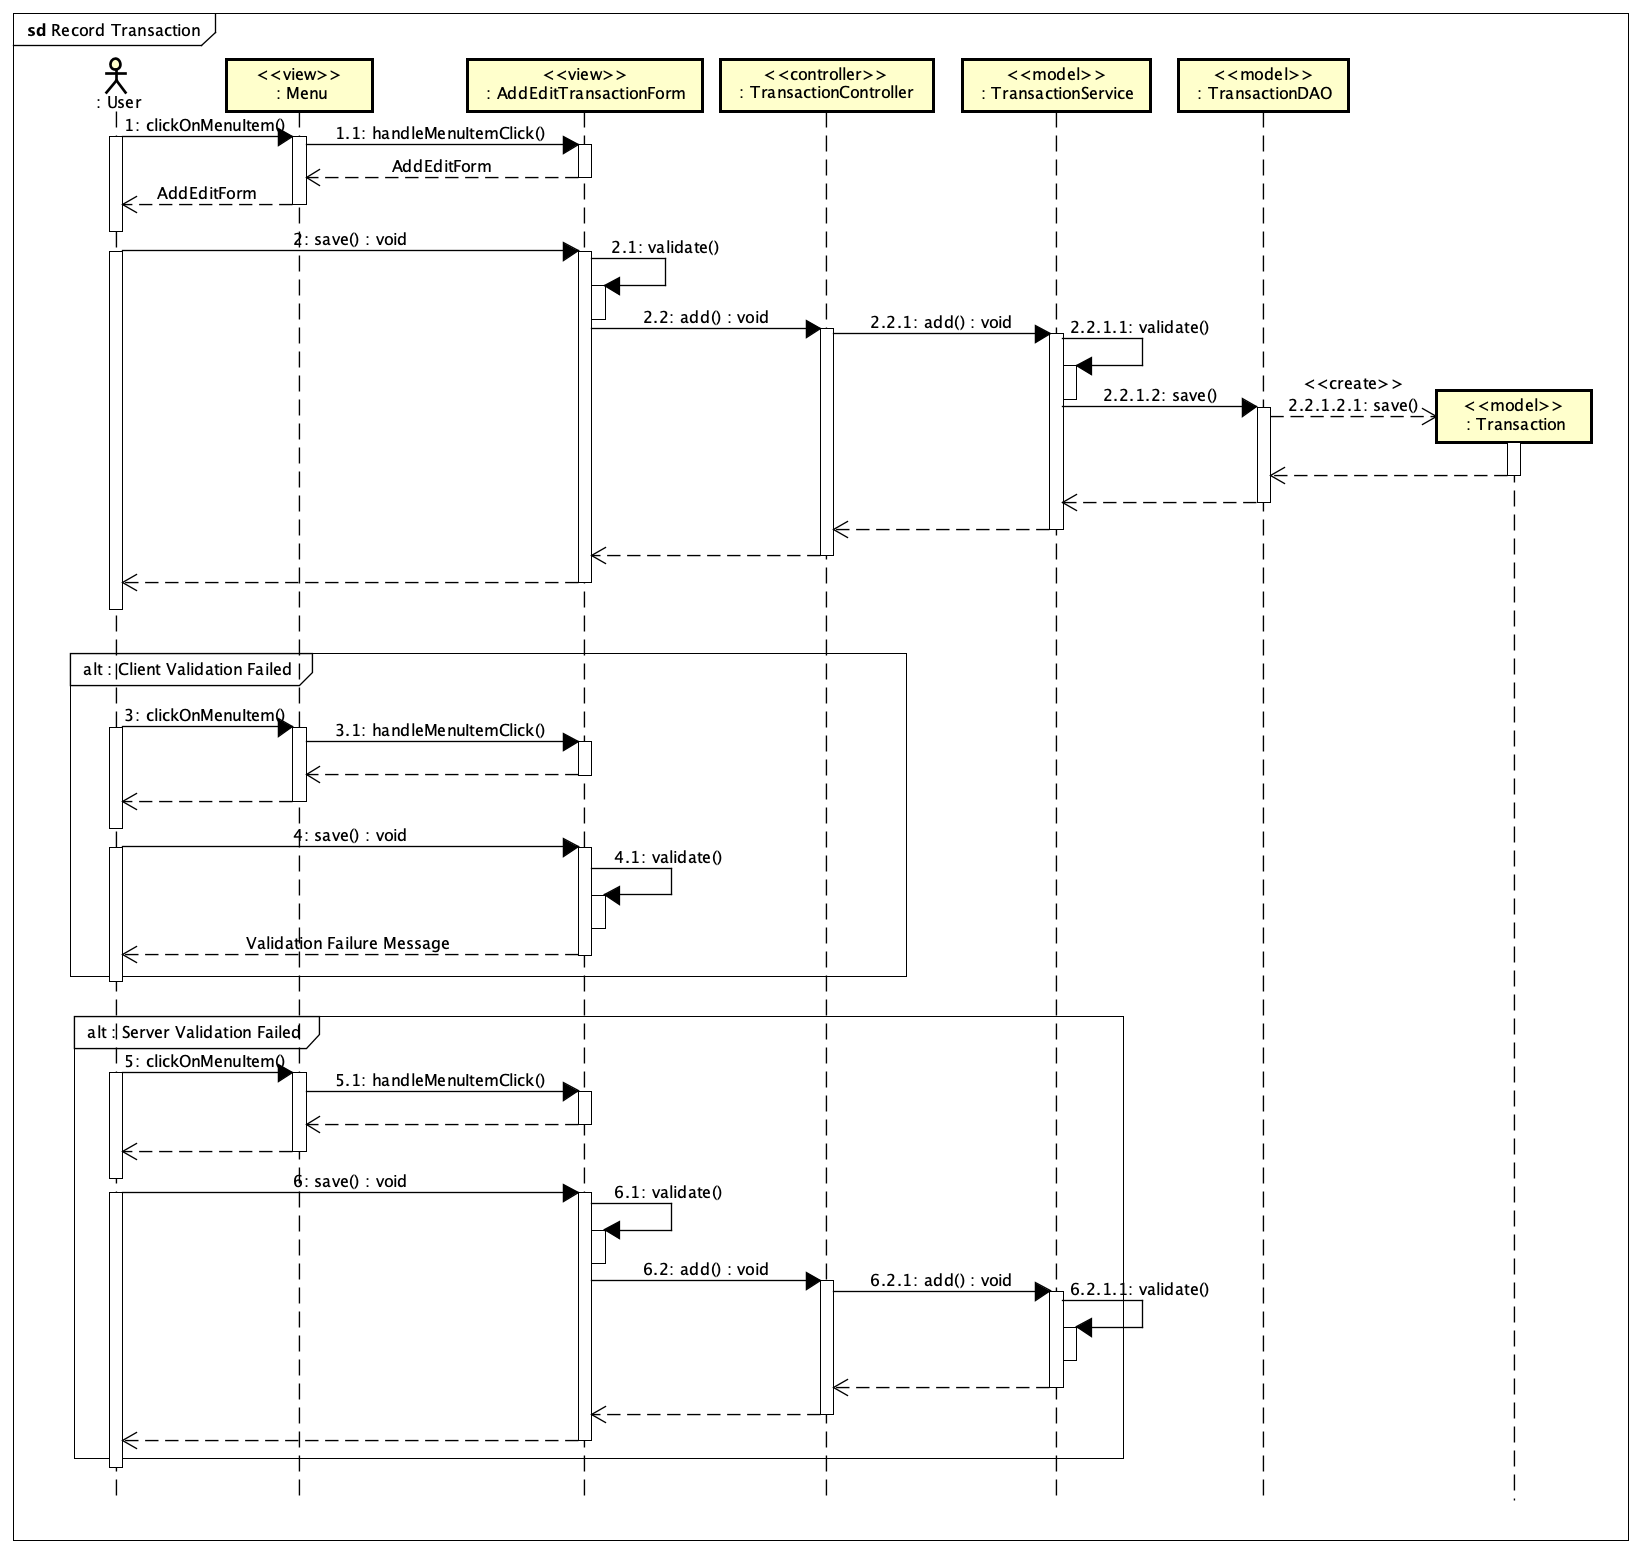 sd Record Transaction
: User
<<view>>
: Menu
<<view>>
: AddEditTransactionForm
<<controller>>
: TransactionController
<<model>>
: TransactionService
<<model>>
: TransactionDAO
1: clickOnMenuItem()
1.1: handleMenuItemClick()
AddEditForm
AddEditForm
2: save() : void
2.1: validate()
2.2: add() : void
2.2.1: add() : void
2.2.1.1: validate()
2.2.1.2: save()
<<create>>
2.2.1.2.1: save()
<<model>>
: Transaction
alt : Client Validation Failed
3: clickOnMenuItem()
3.1: handleMenuItemClick()
4: save() : void
4.1: validate()
Validation Failure Message
alt : Server Validation Failed
5: clickOnMenuItem()
5.1: handleMenuItemClick()
6: save() : void
6.1: validate()
6.2: add() : void
6.2.1: add() : void
6.2.1.1: validate()